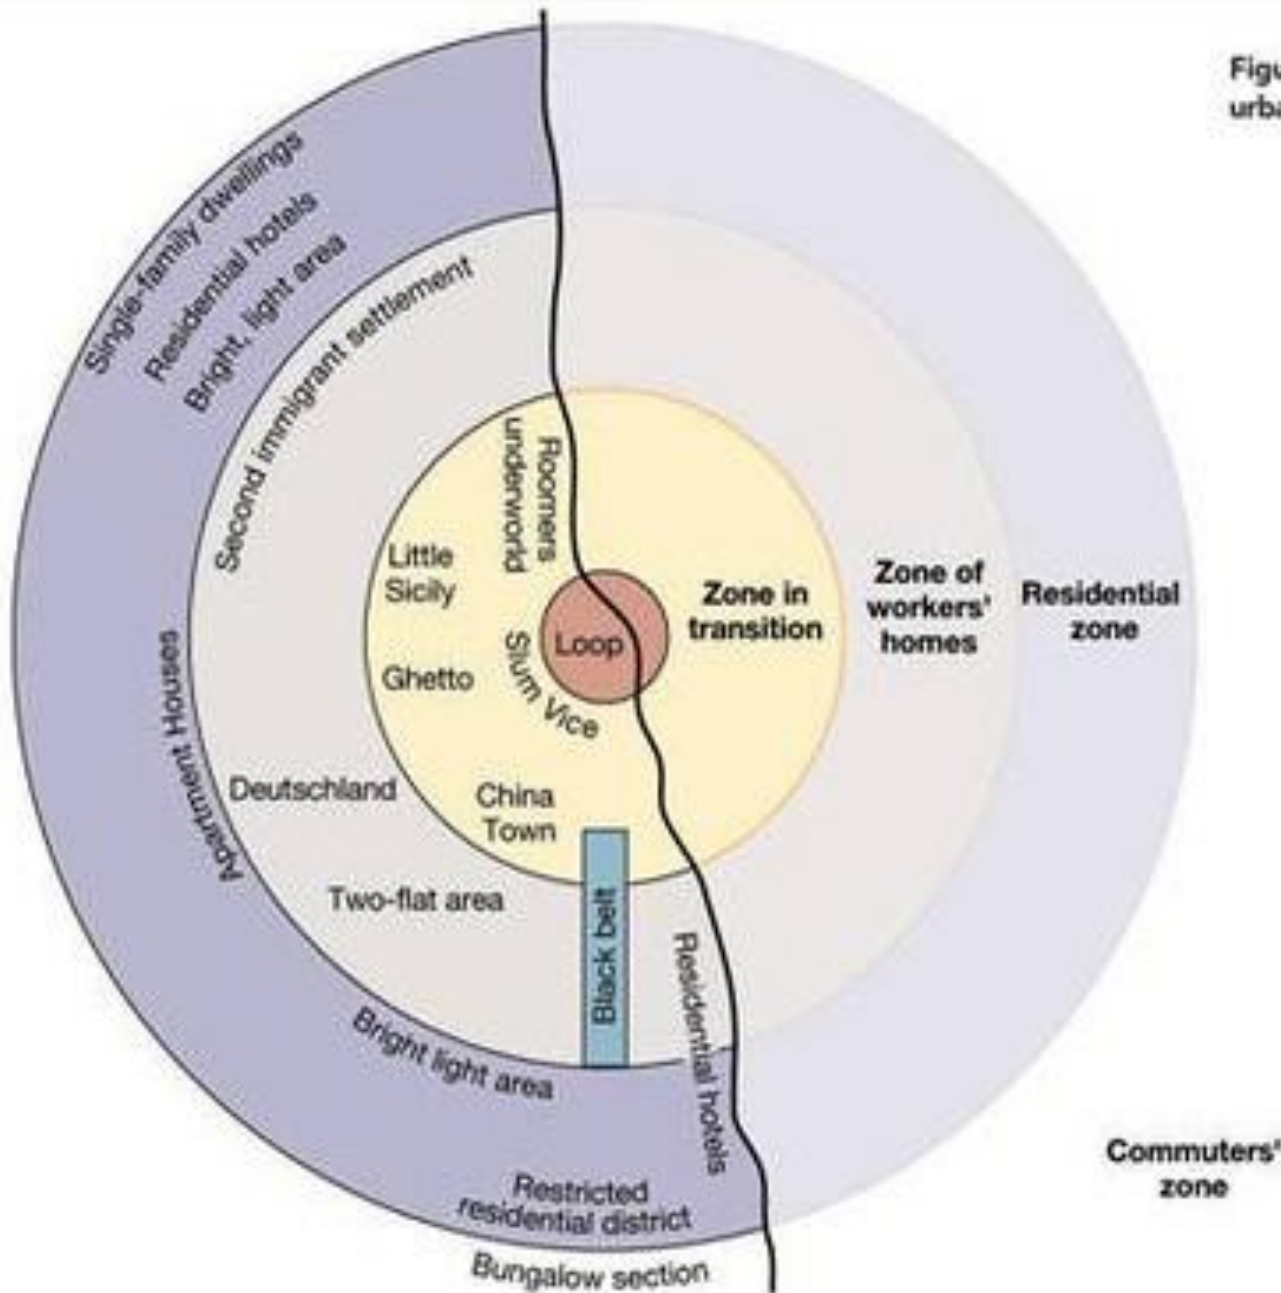 Figu
urba
Single-family dwellings
Residential hotels
Bright, light area
Second immigrant settlement
Roomers
underworld
Little
Sicily
Loop
Zone in
transition
Zone of
workers'
homes
Residential
zone
Ghetto
Slum Vice
Apartment Houses
Deutschland
China
Town
Two-flat area
Black belt
Residential hotels
Bright light area
Restricted
residential district
Bungalow section
Commuters'
zone